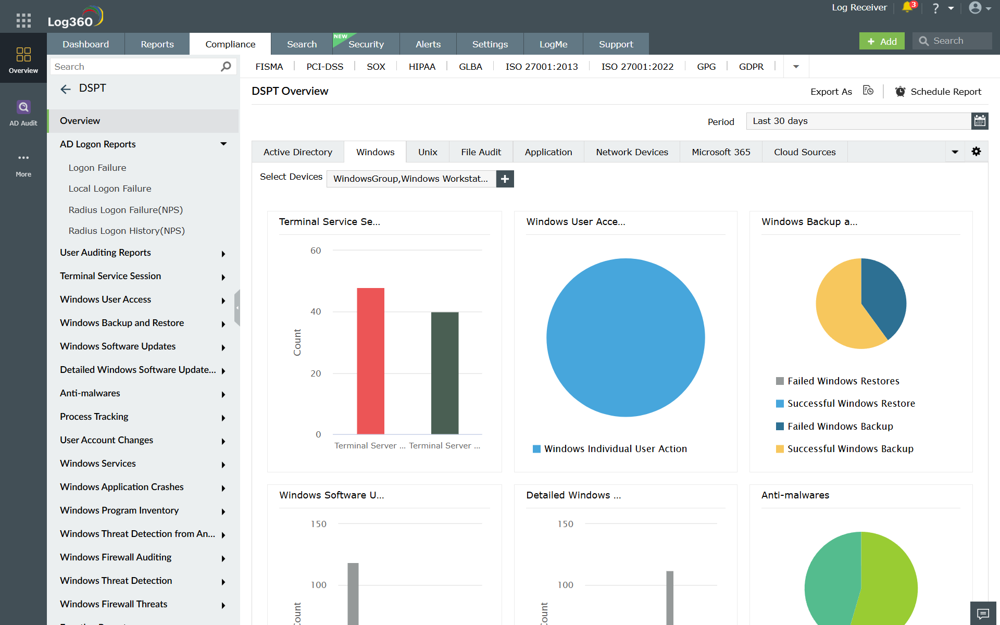 Log360
Log Receiver
3
?
Dashboard
Reports
Compliance
Search
NEW
Security
Alerts
Settings
LogMe
Support
+ Add
Search
Overview
AD Audit
More
Search
DSPT
Overview
AD Logon Reports
Logon Failure
Local Logon Failure
Radius Logon Failure(NPS)
Radius Logon History(NPS)
User Auditing Reports
Terminal Service Session
Windows User Access
Windows Backup and Restore
Windows Software Updates
Detailed Windows Software Update...
Anti-malwares
Process Tracking
User Account Changes
Windows Services
Windows Application Crashes
Windows Program Inventory
Windows Threat Detection from An...
Windows Firewall Auditing
Windows Threat Detection
Windows Firewall Threats
FISMA
PCI-DSS
SOX
HIPAA
GLBA
ISO 27001:2013
ISO 27001:2022
GPG
GDPR
DSPT Overview
Export As
Schedule Report
Period
Last 30 days
Active Directory
Windows
Unix
File Audit
Application
Network Devices
Microsoft 365
Cloud Sources
Select Devices
WindowsGroup,Windows Workstat...
Terminal Service Se...
60
40
20
0
Count
Terminal Server ...
Terminal Server ...
Windows User Acce...
Windows Individual User Action
Windows Backup a...
Failed Windows Restores
Successful Windows Restore
Failed Windows Backup
Successful Windows Backup
Windows Software U...
150
100
Detailed Windows ...
150
100
Anti-malwares